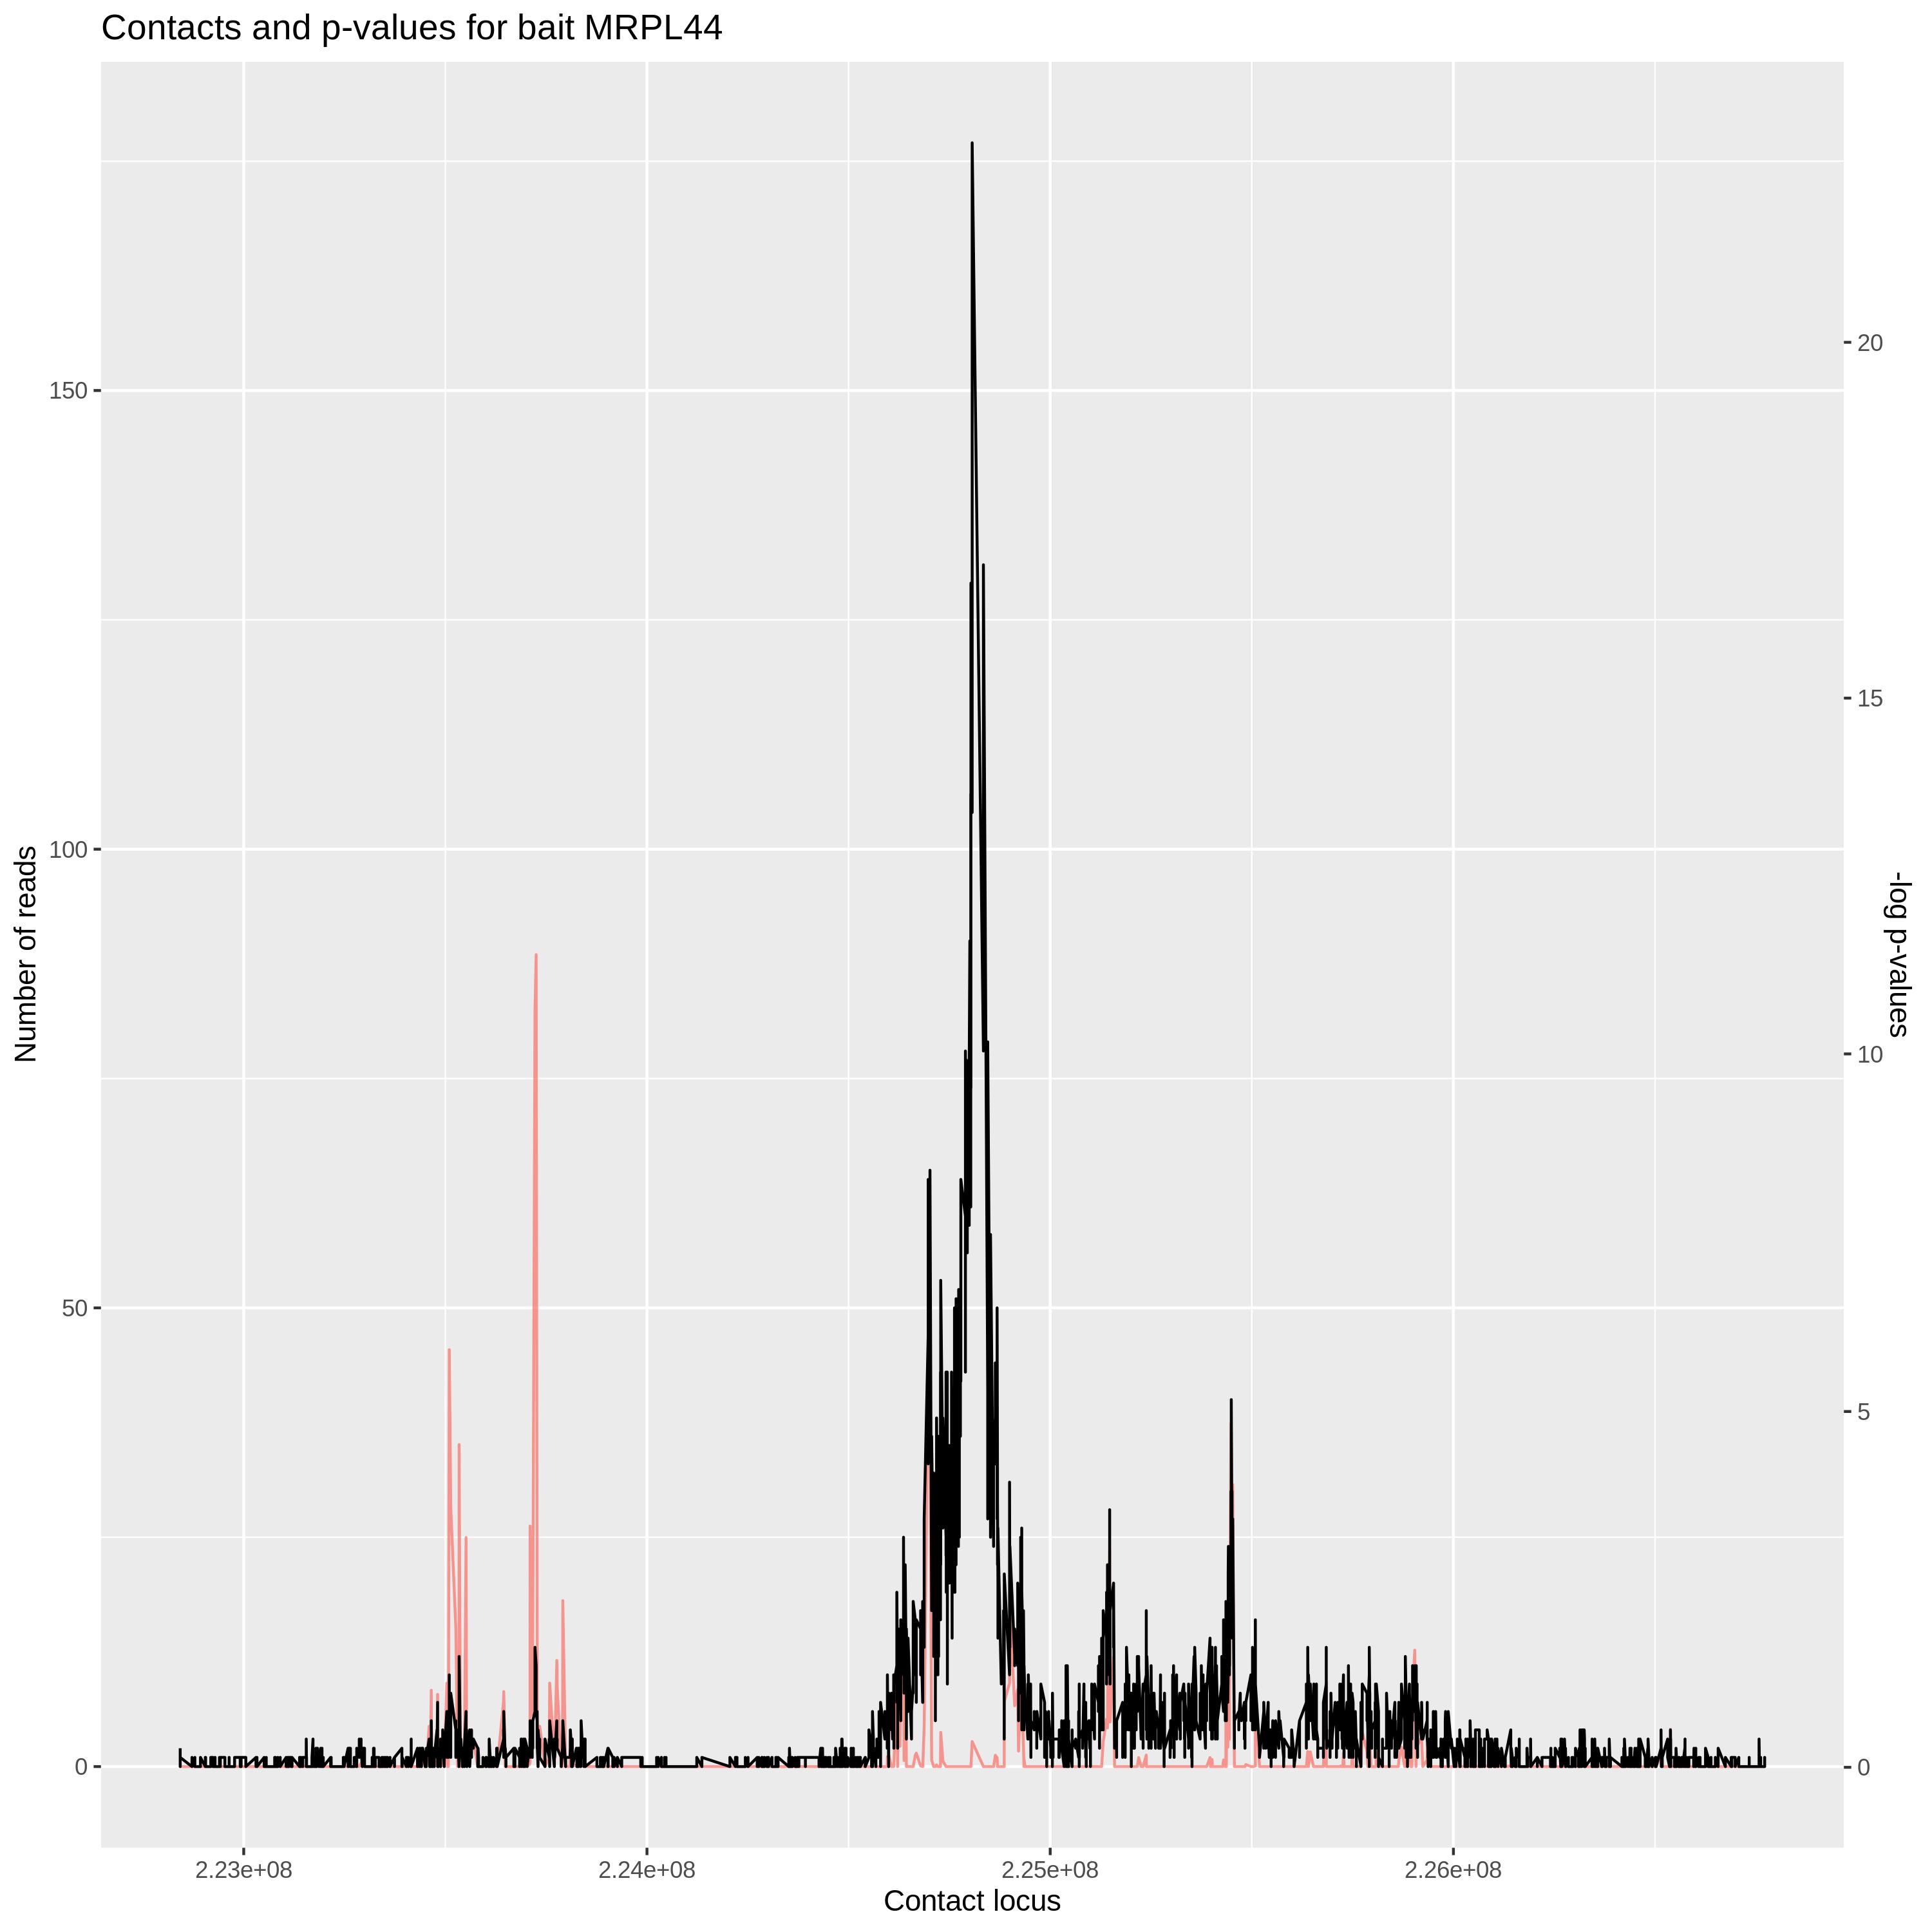 Contacts and p-values for bait MRPL44
Number of reads
150
100
50
0
20
15
10
5
0
-log p-values
2.23e+08 2.24e+08 2.25e+08 2.26e+08
Contact locus